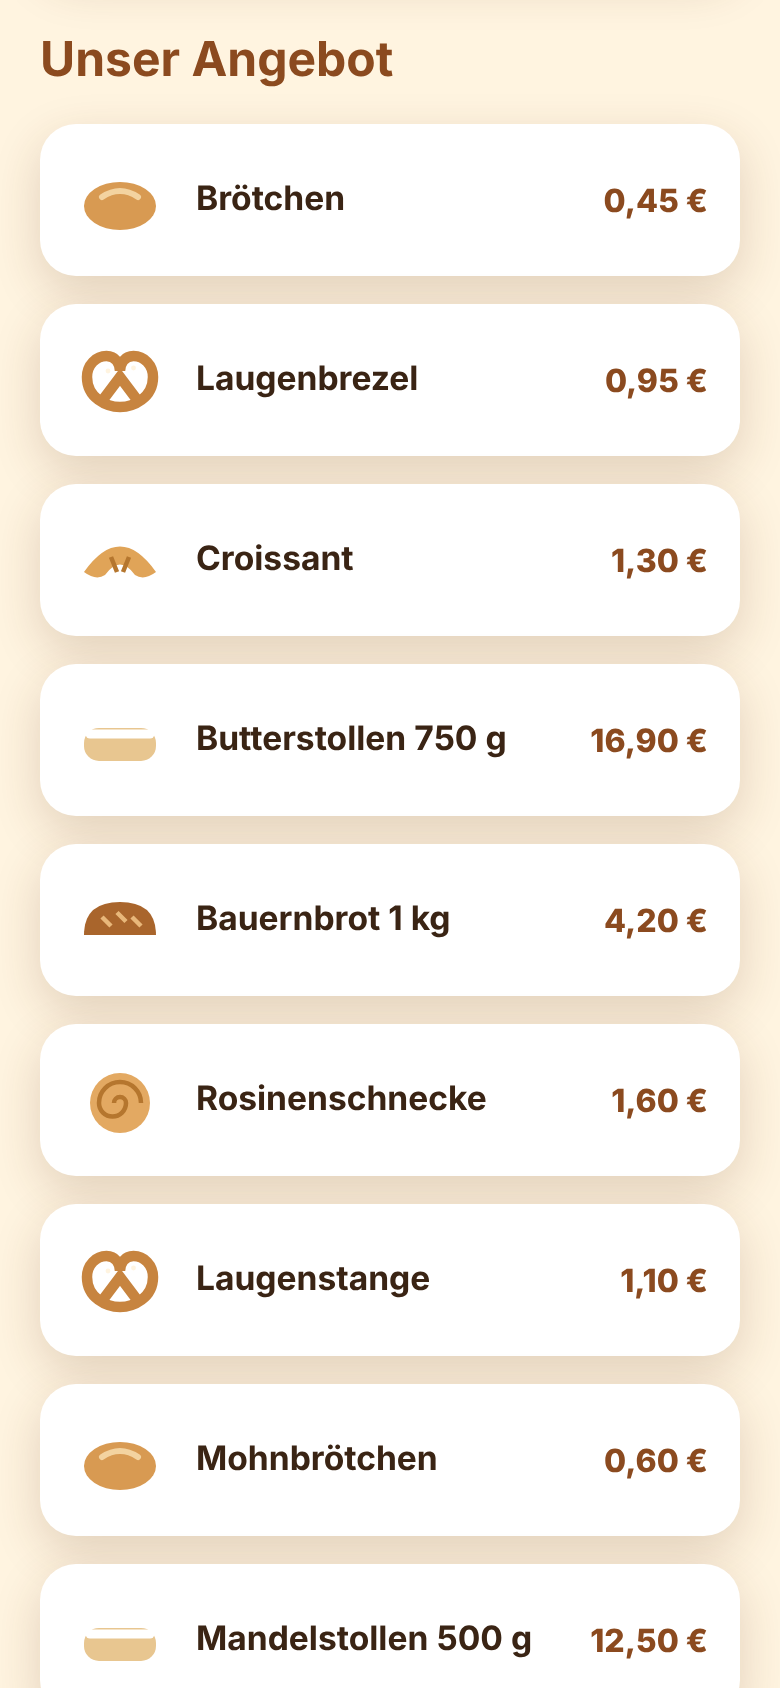 Unser Angebot
Brötchen 0,45 €
Laugenbrezel 0,95 €
Croissant 1,30 €
Butterstollen 750 g 16,90 €
Bauernbrot 1 kg 4,20 €
Rosinenschnecke 1,60 €
Laugenstange 1,10 €
Mohnbrötchen 0,60 €
Mandelstollen 500 g 12,50 €